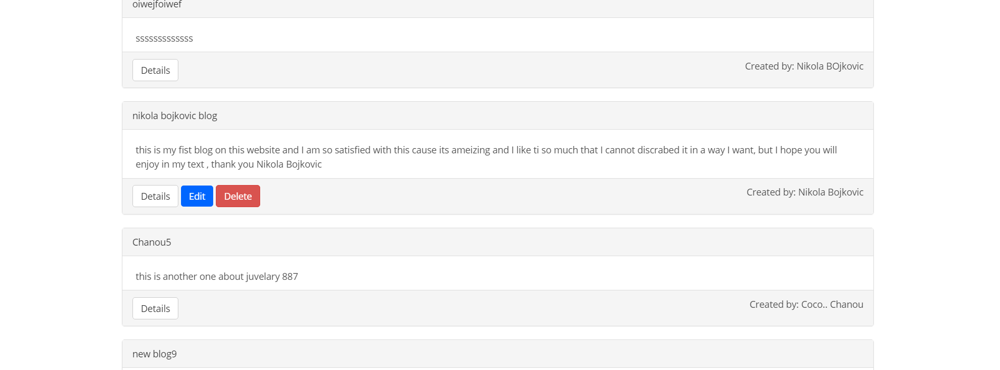 oiwejfoiwef
sssssssssssss
Details
Created by: Nikola BOjkovic
nikola bojkovic blog
this is my fist blog on this website and I am so satisfied with this cause its ameizing and I like ti so much that I cannot discrabed it in a way I want, but I hope you will
enjoy in my text , thank you Nikola Bojkovic
Details Edit Delete
Created by: Nikola Bojkovic
Chanou5
this is another one about juvelary 887
Details
Created by: Coco.. Chanou
new blog9